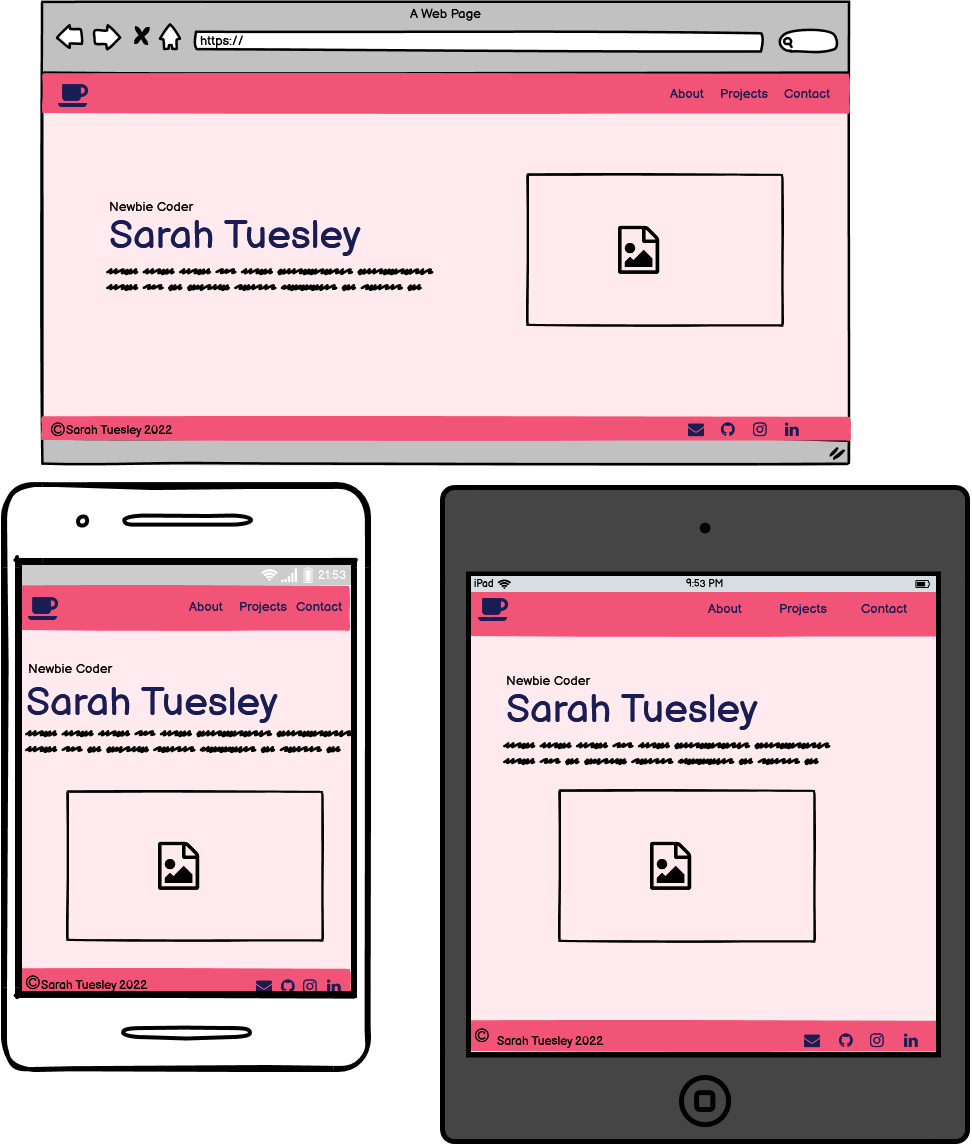 A Web Page
https://
About Projects Contact
Newbie Coder
Sarah Tuesley
©Sarah Tuesley 2022
21:53
About Projects Contact
Newbie Coder
Sarah Tuesley
©Sarah Tuesley 2022
iPad 9:53 PM
About Projects Contact
Newbie Coder
Sarah Tuesley
© Sarah Tuesley 2022